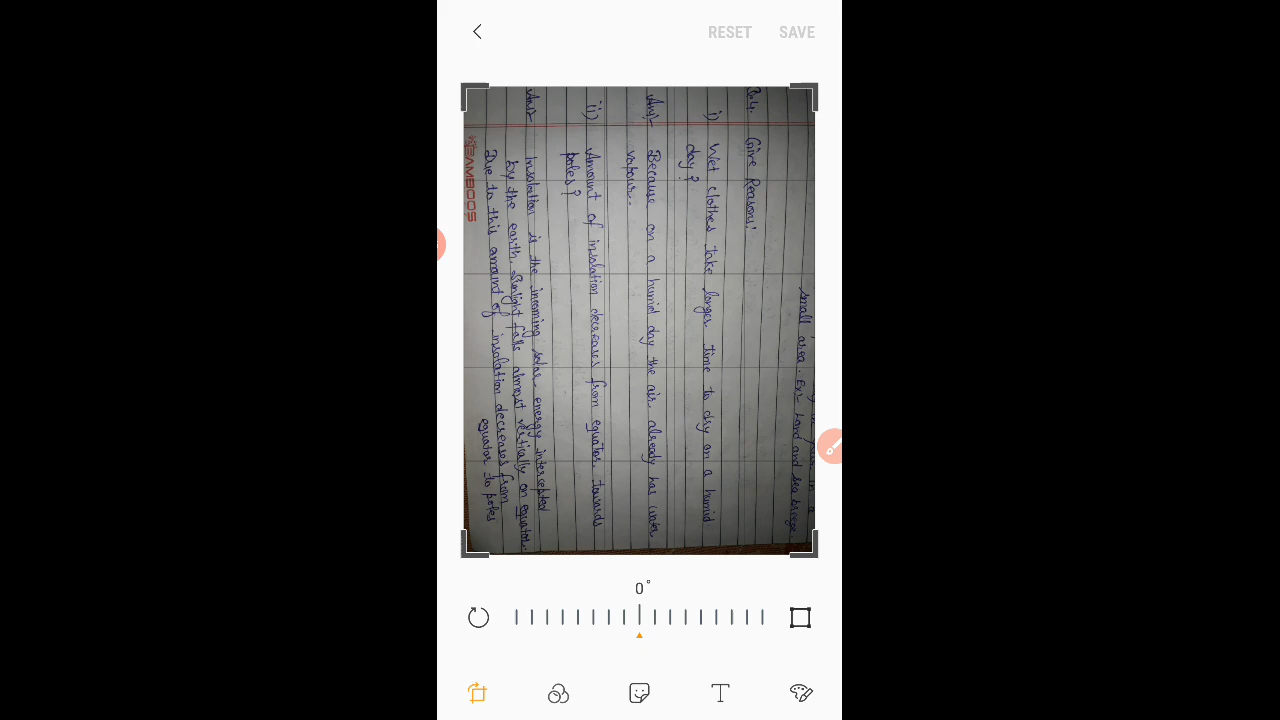 RESET SAVE
small area. Ex:- Land and sea breeze.
Q.4. Give Reasons:
i) Wet clothes take longer time to dry on a humid
day?
Ans:- Because on a humid day the air already has water
vapour.
ii) Amount of insolation decreases from equator towards
poles?
Ans:- Insolation is the incoming solar energy intercepted
by the earth. Sunlight falls almost vertically on equator.
Due to this amount of insolation decreases from
equator to poles
0°
T